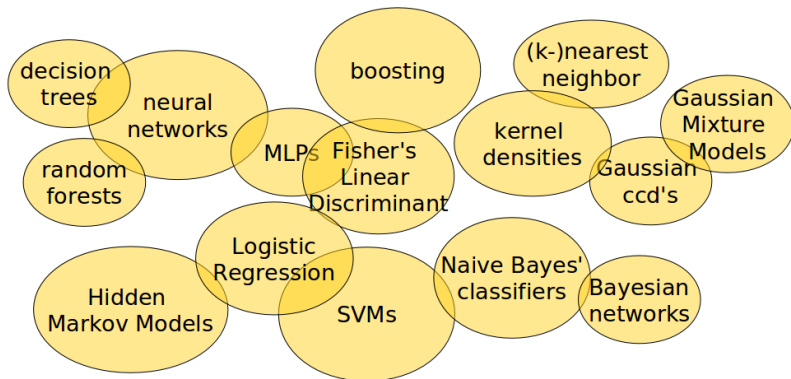 decision
trees
neural
networks
boosting
(k-)nearest
neighbor
kernel
densities
Gaussian
Mixture
Models
random
forests
MLPs
Fisher's
Linear
Discriminant
Gaussian
ccd's
Logistic
Regression
Hidden
Markov Models
SVMs
Naive Bayes'
classifiers
Bayesian
networks